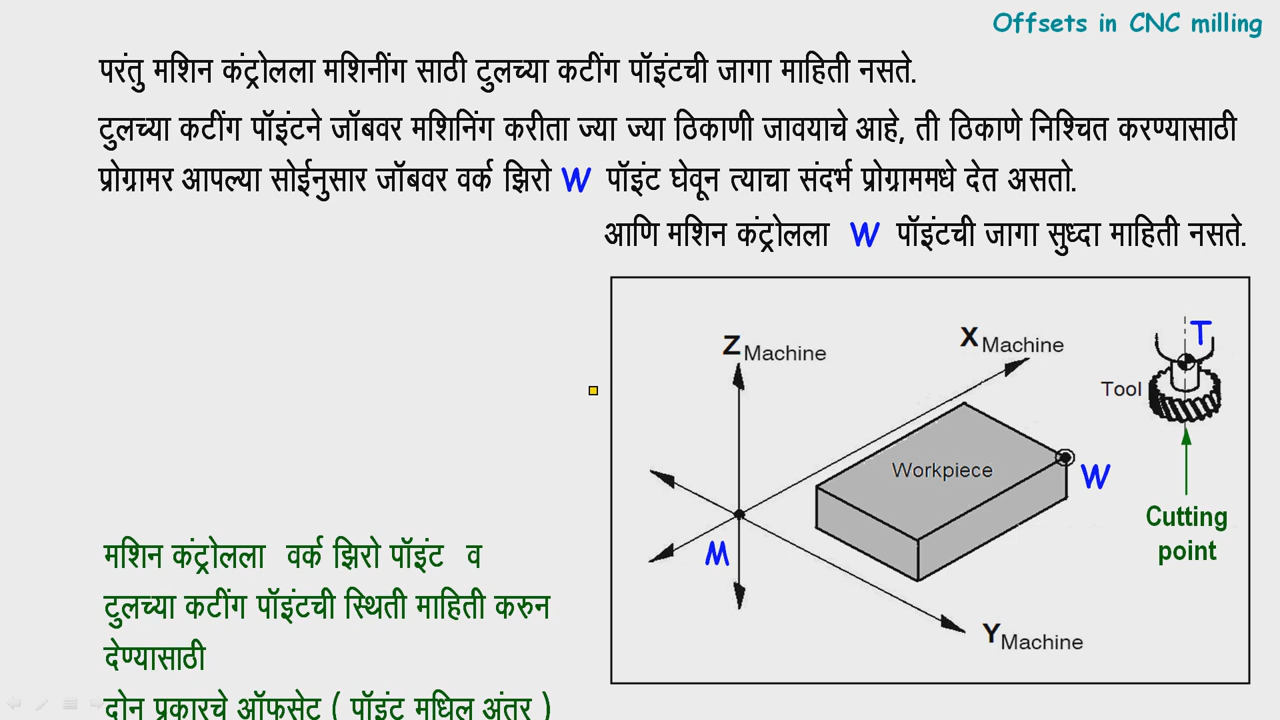 Offsets in CNC milling
परंतु मशिन कंट्रोलला मशिनींग साठी टुलच्या कटींग पॉइंटची जागा माहिती नसते.
टुलच्या कटींग पॉइंटने जॉबवर मशिनिंग करीता ज्या ज्या ठिकाणी जावयाचे आहे, ती ठिकाणे निश्चित करण्यासाठी
प्रोग्रामर आपल्या सोईनुसार जॉबवर वर्क झिरो W पॉइंट घेवून त्याचा संदर्भ प्रोग्राममधे देत असतो.
आणि मशिन कंट्रोलला W पॉइंटची जागा सुध्दा माहिती नसते.
Z Machine
X Machine
T
Tool
Workpiece
W
Cutting
point
M
Y Machine
मशिन कंट्रोलला वर्क झिरो पॉइंट व
टुलच्या कटींग पॉइंटची स्थिती माहिती करुन
देण्यासाठी
दोन प्रकारचे ऑफसेट ( पॉइंट मधिल अंतर )